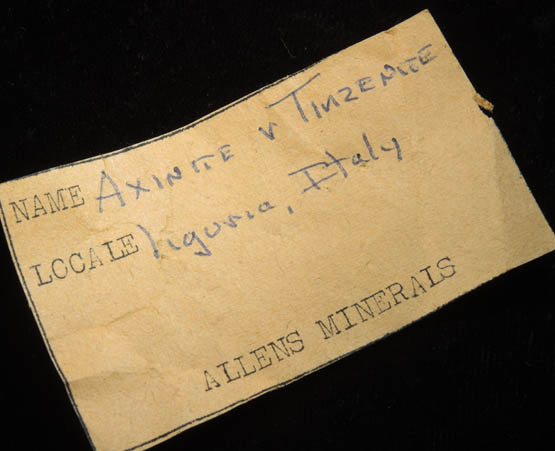 NAME AXINITE v TINZENITE
LOCALE Liguria, Italy
ALLENS MINERALS